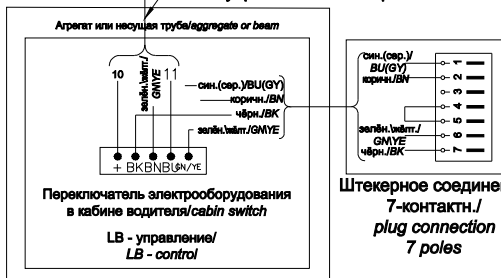 Агрегат или несущая труба/aggregate or beam
10
зелён.\жёлт./
GN\YE
11
син.(сер.)/BU(GY)
коричн./BN
чёрн./BK
зелён.\жёлт./GN\YE
+ BK BN BU GN/YE
Переключатель электрооборудования
в кабине водителя/cabin switch
LB - управление/
LB - control
син.(сер.)/
BU(GY)
коричн./BN
зелён.\жёлт./
GN\YE
чёрн./BK
1
2
3
4
5
6
7
Штекерное соедине
7-контактн./
plug connection
7 poles